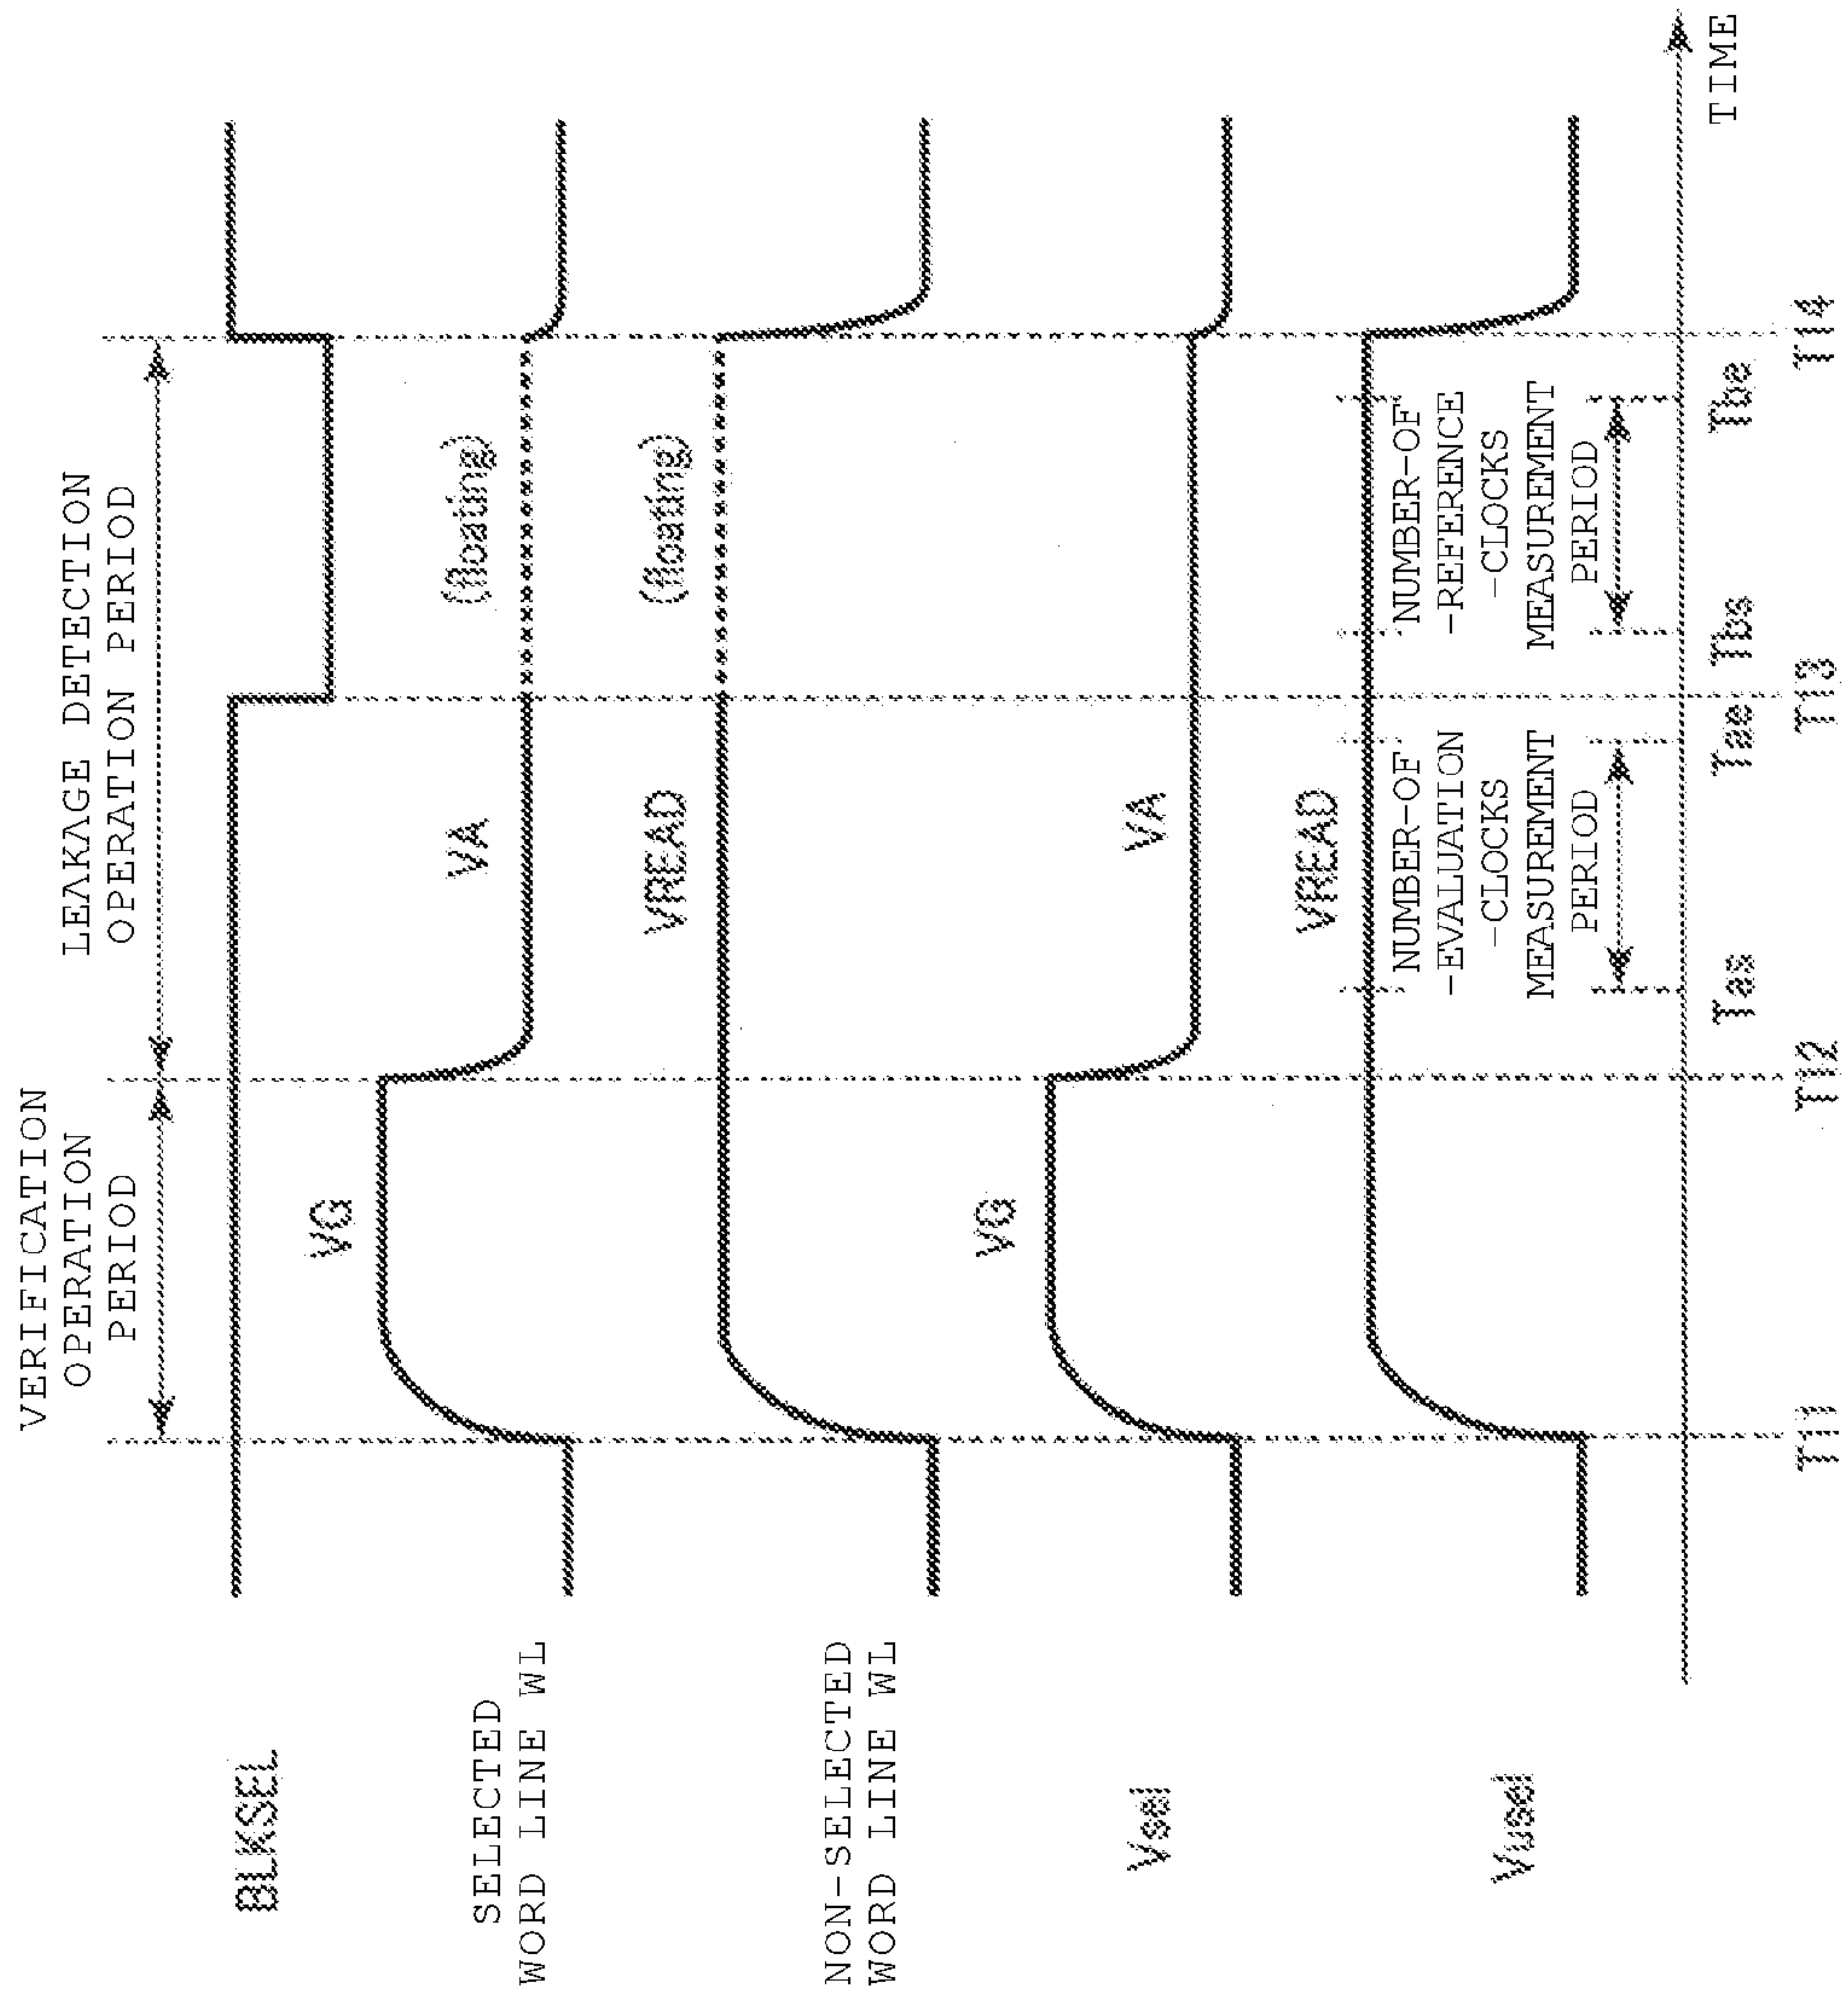 VERIFICATION
OPERATION
PERIOD
LEAKAGE DETECTION
OPERATION PERIOD
BLKSEL
SELECTED
WORD LINE WL
VG
VA
(floating)
NON-SELECTED
WORD LINE WL
VREAD
(floating)
Vsel
VG
VA
Vusel
VREAD
NUMBER-OF
-EVALUATION
-CLOCKS
MEASUREMENT
PERIOD
NUMBER-OF
-REFERENCE
-CLOCKS
MEASUREMENT
PERIOD
TIME
Tas
Tae
Tbs
Tbe
T11
T12
T13
T14